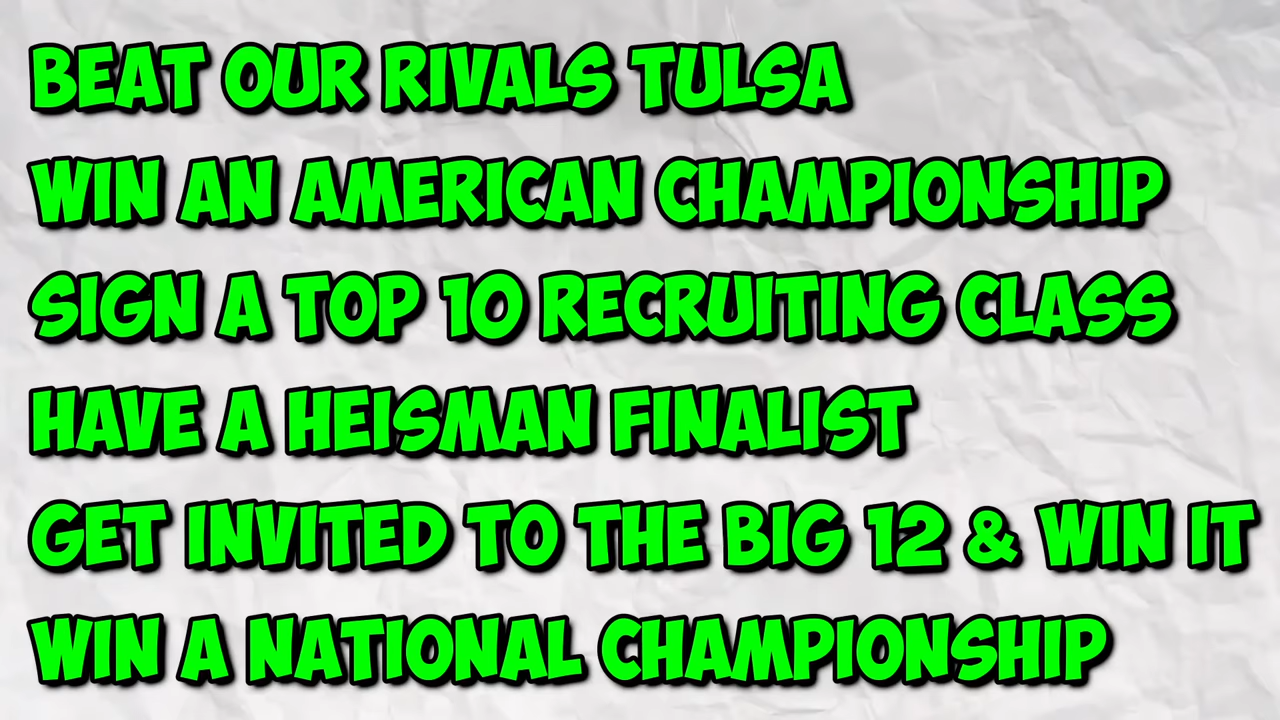 BEAT OUR RIVALS TULSA
WIN AN AMERICAN CHAMPIONSHIP
SIGN A TOP 10 RECRUITING CLASS
HAVE A HEISMAN FINALIST
GET INVITED TO THE BIG 12 & WIN IT
WIN A NATIONAL CHAMPIONSHIP